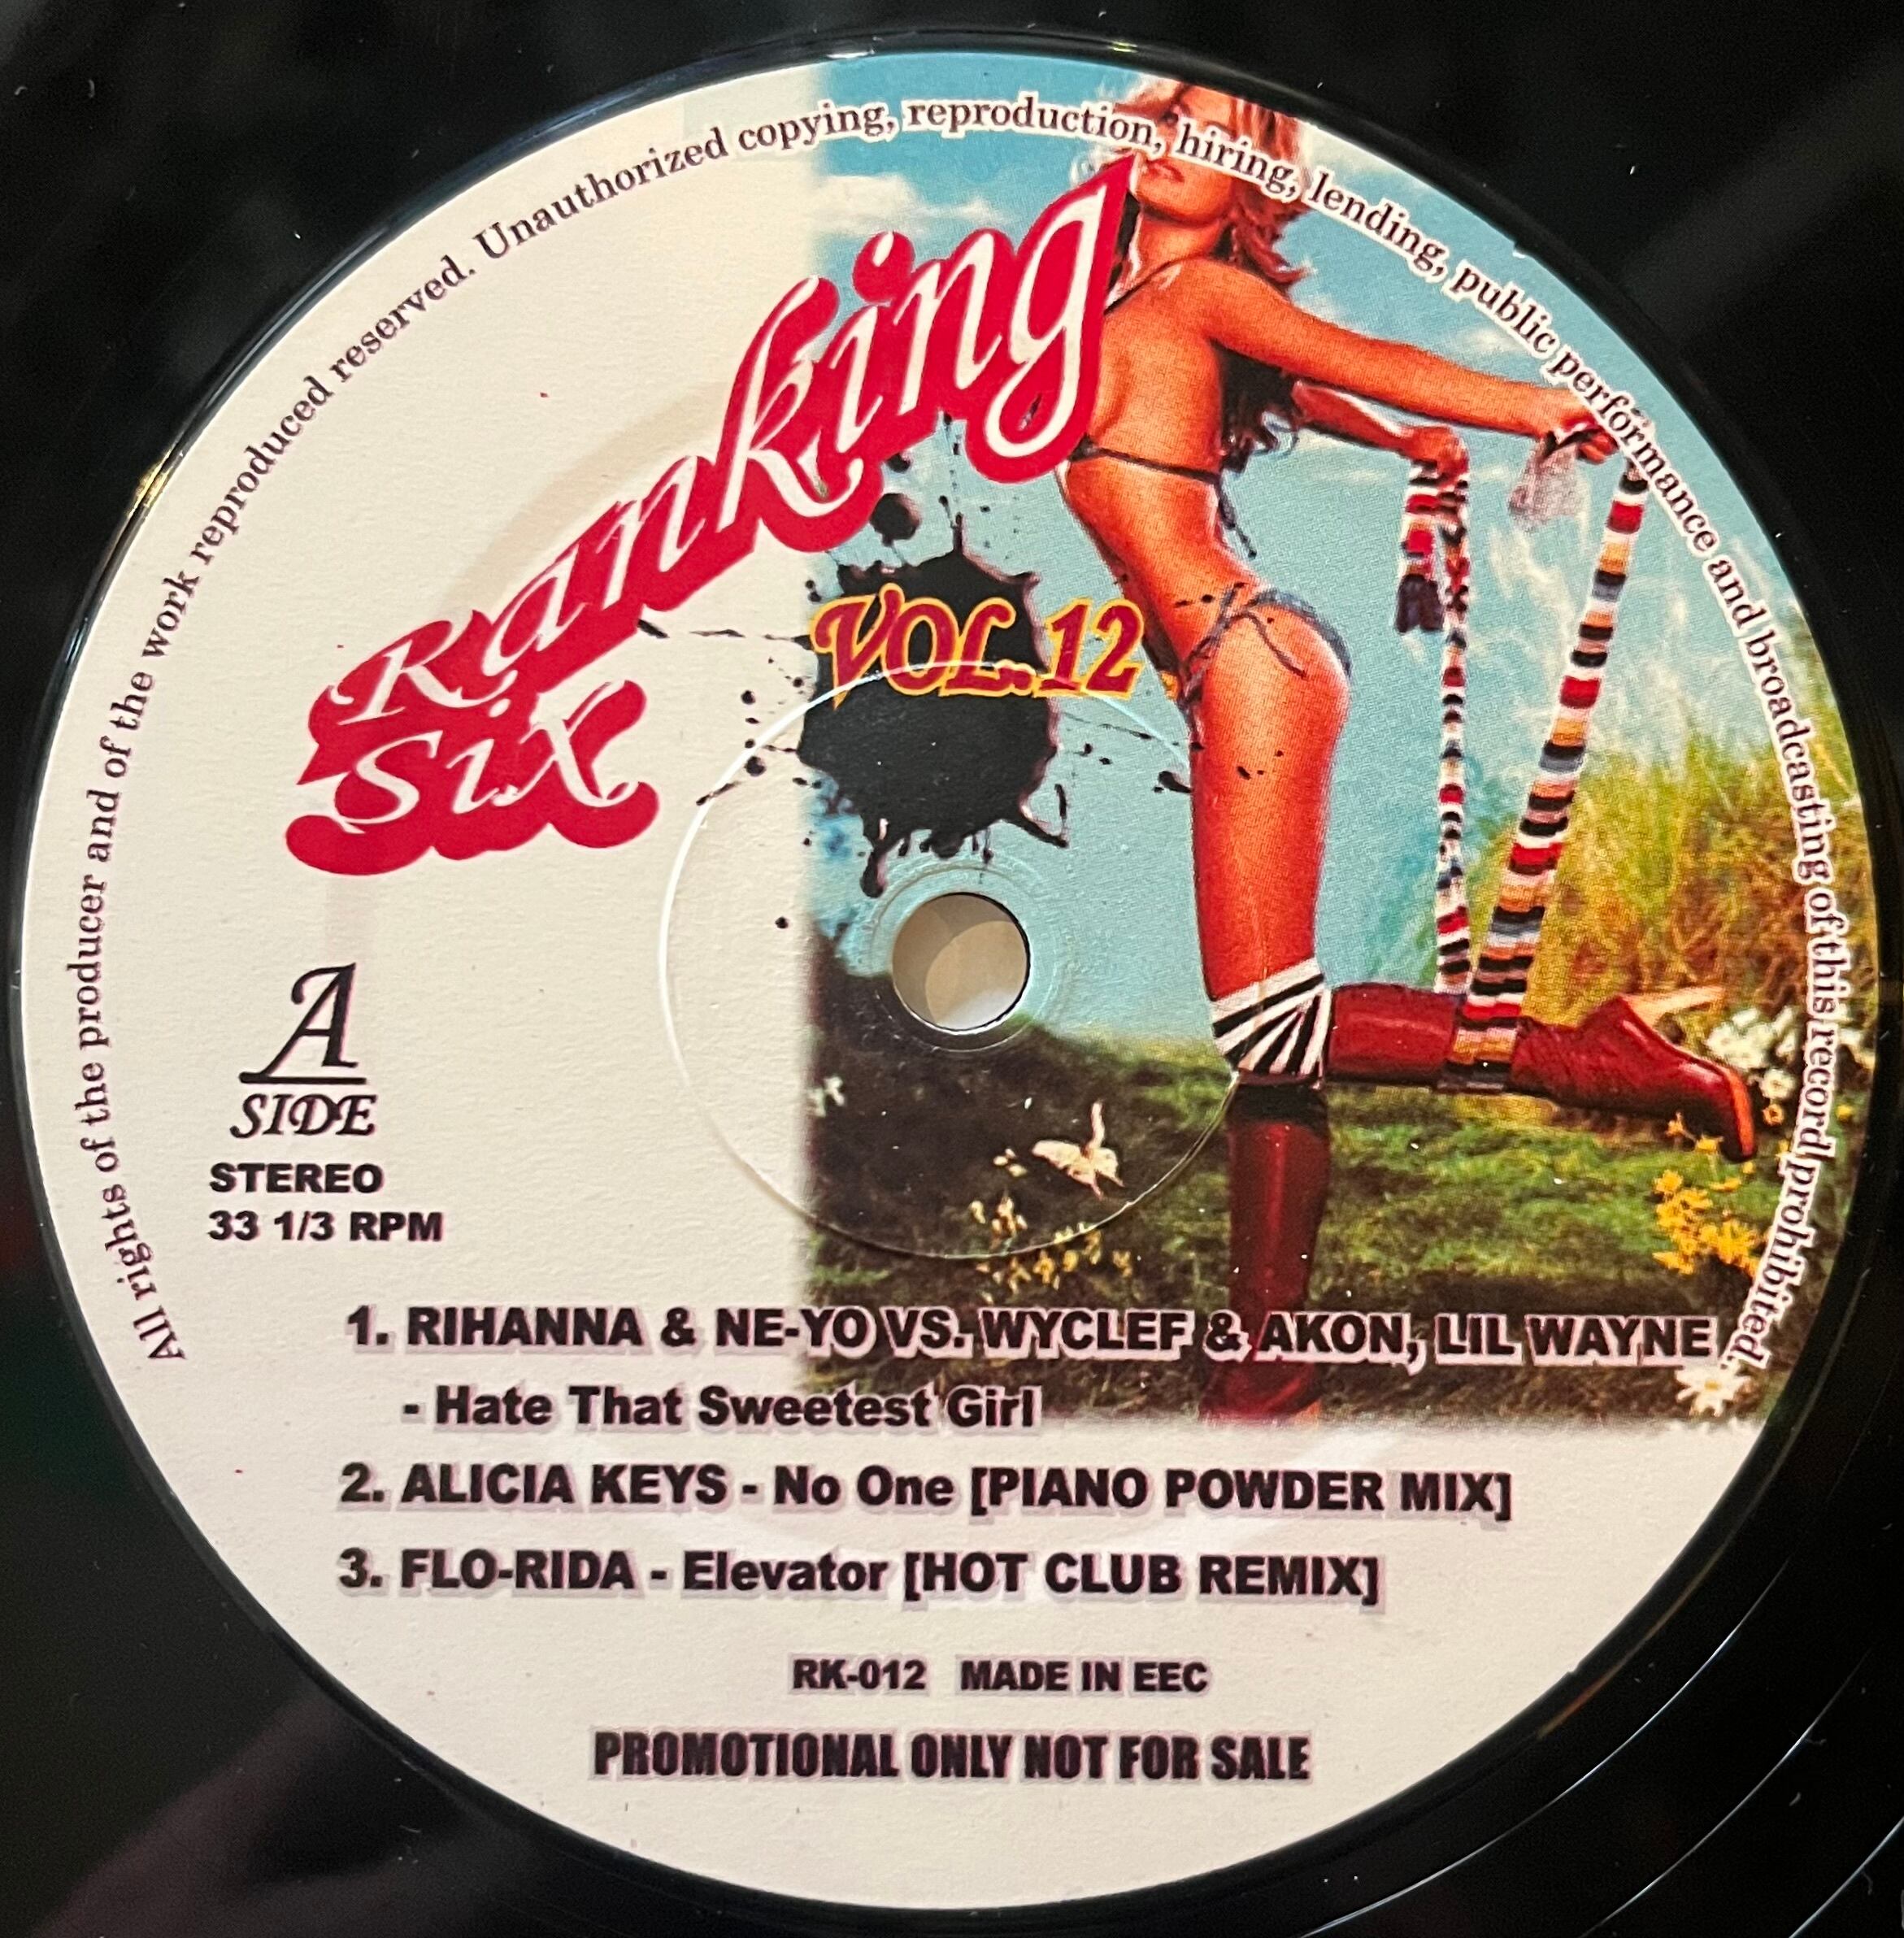 All rights of the producer and of the work reproduced reserved. Unauthorized copying, reproduction, hiring, lending, public performance and broadcasting of this record prohibited.
Ranking
Six
VOL.12
A
SIDE
STEREO
33 1/3 RPM
1. RIHANNA & NE-YO VS. WYCLEF & AKON, LIL WAYNE
- Hate That Sweetest Girl
2. ALICIA KEYS - No One [PIANO POWDER MIX]
3. FLO-RIDA - Elevator [HOT CLUB REMIX]
RK-012 MADE IN EEC
PROMOTIONAL ONLY NOT FOR SALE